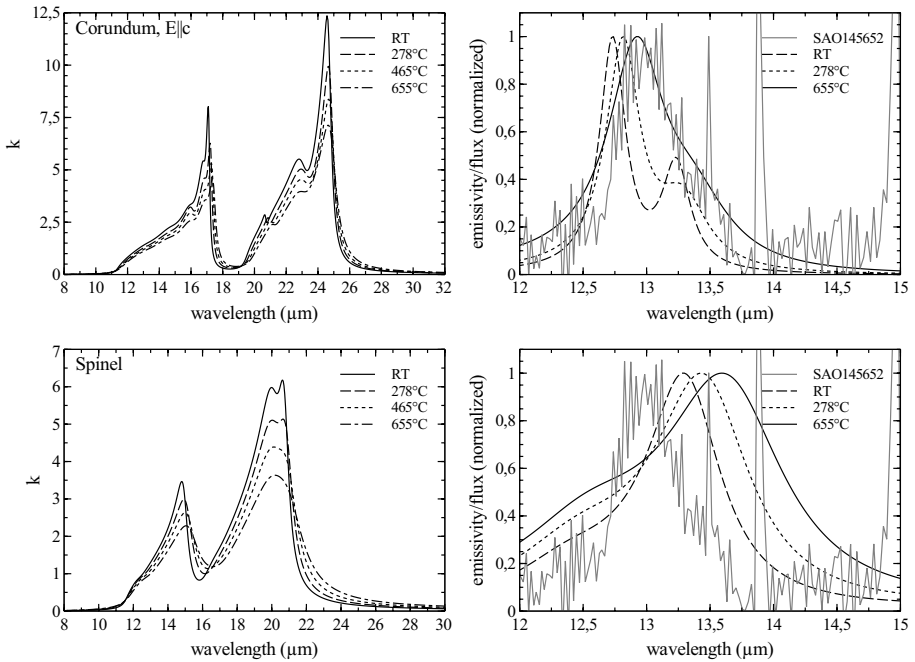 Corundum, E||c
RT
278°C
465°C
655°C
k
12.5
10
7,5
5
2,5
0
8 10 12 14 16 18 20 22 24 26 28 30 32
wavelength (µm)
SAO145652
RT
278°C
655°C
emissivity/flux (normalized)
1
0,8
0,6
0,4
0,2
0
12 12,5 13 13,5 14 14,5 15
wavelength (µm)
Spinel
RT
278°C
465°C
655°C
k
7
6
5
4
3
2
1
0
8 10 12 14 16 18 20 22 24 26 28 30
wavelength (µm)
SAO145652
RT
278°C
655°C
emissivity/flux (normalized)
1
0,8
0,6
0,4
0,2
0
12 12,5 13 13,5 14 14,5 15
wavelength (µm)